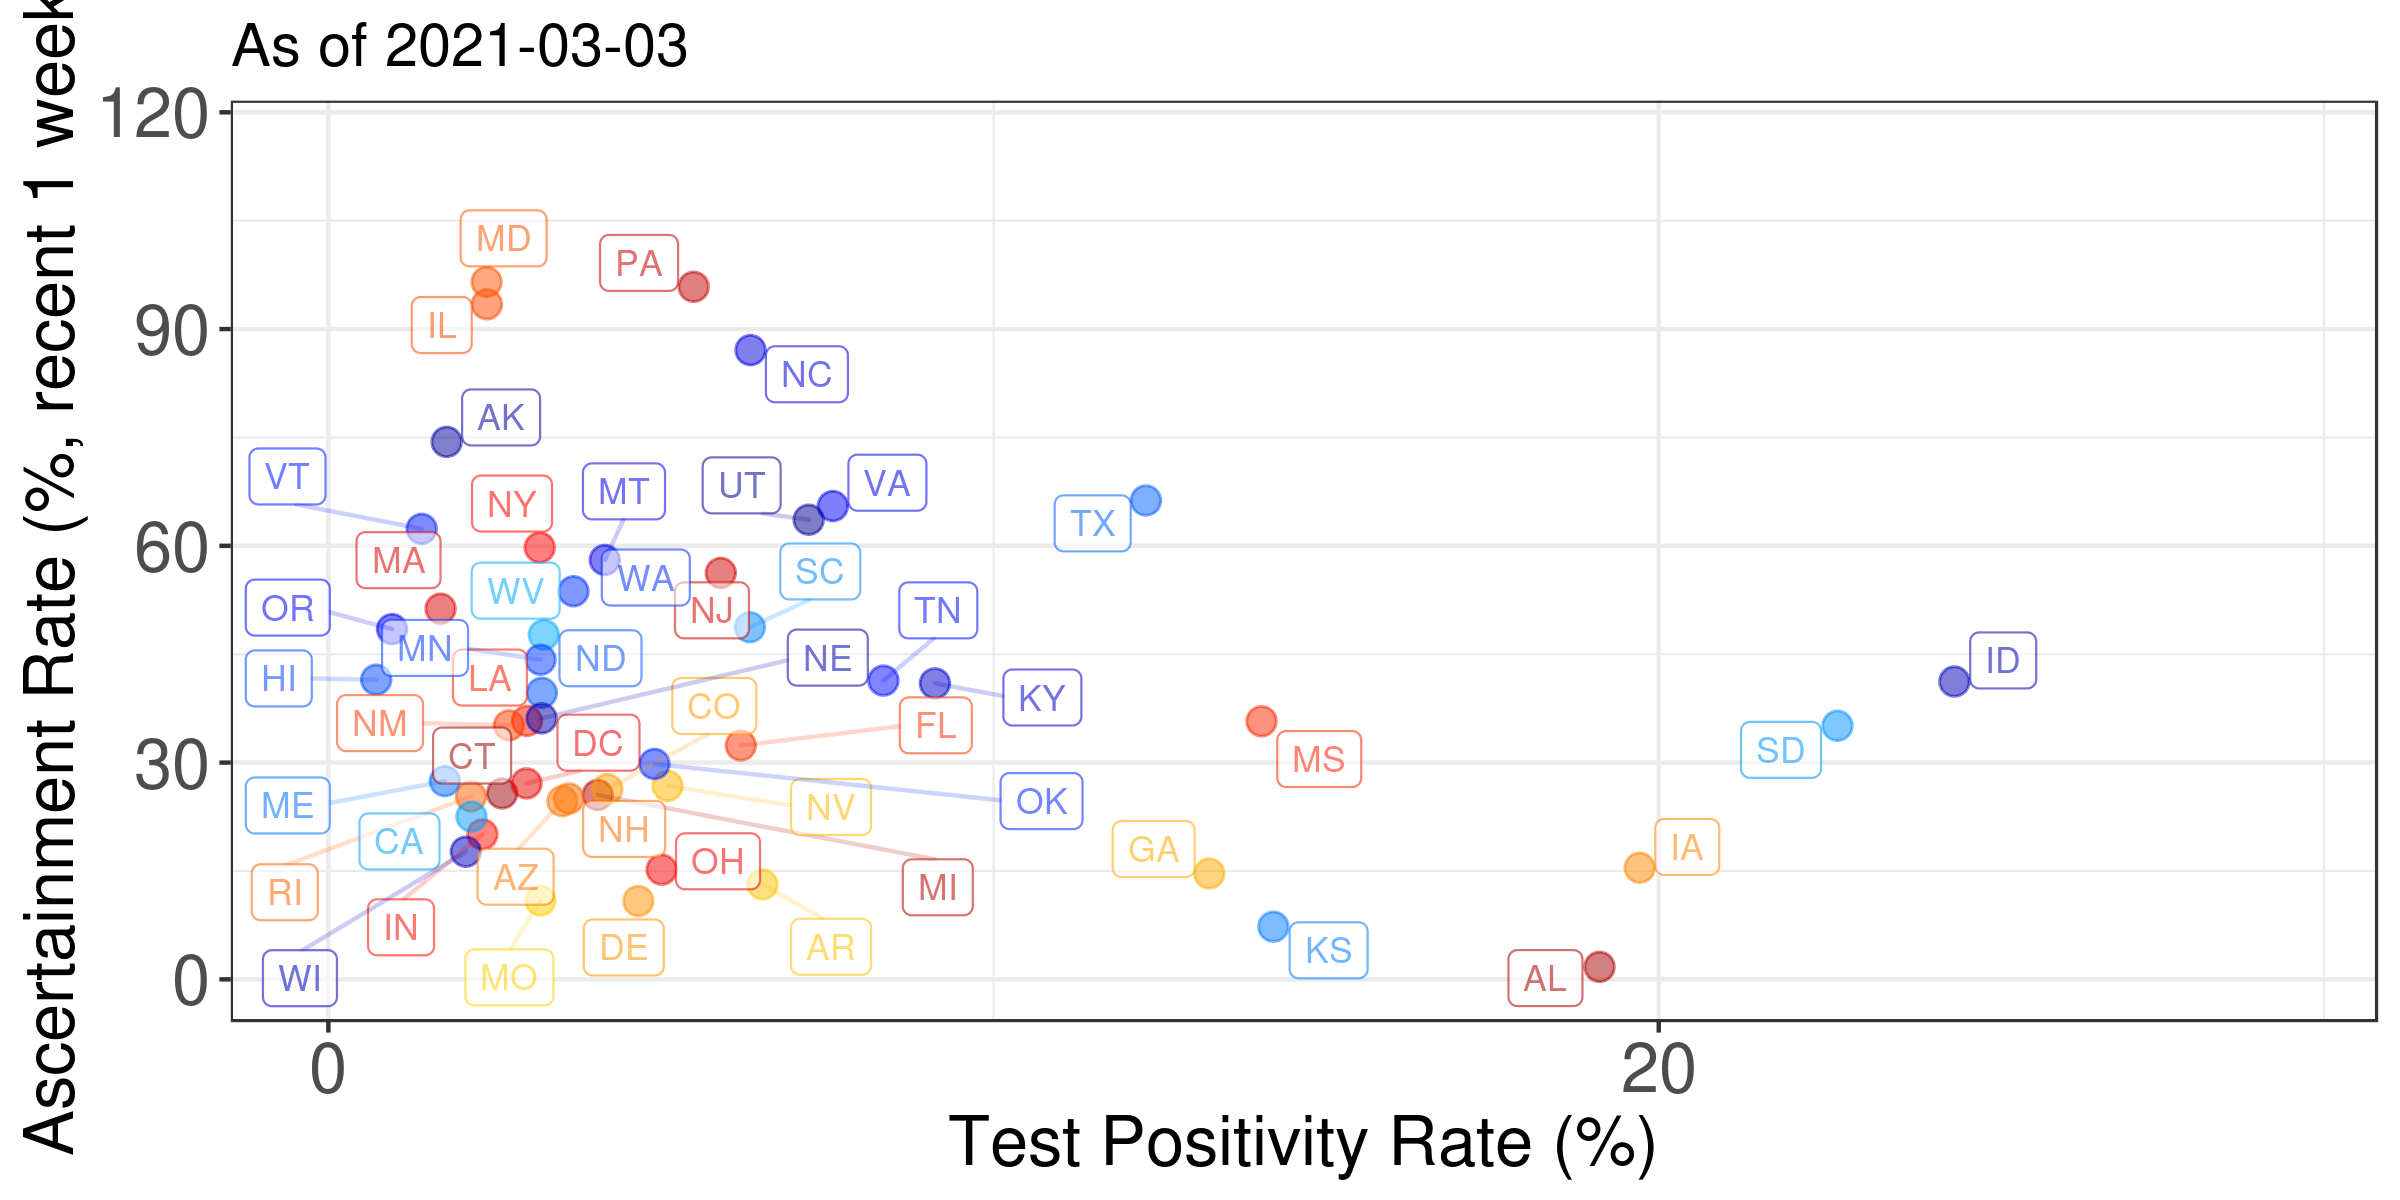 As of 2021-03-03
Ascertainment Rate (%, recent 1 week
120
90
60
30
0
MD
PA
IL
NC
AK
VT
NY
MT
UT
VA
TX
MA
WV
WA
SC
OR
NJ
TN
MN
ND
NE
ID
HI
LA
KY
NM
CO
FL
CT
DC
MS
SD
ME
NV
OK
CA
NH
GA
IA
RI
AZ
OH
MI
IN
DE
AR
KS
WI
MO
AL
0
20
Test Positivity Rate (%)